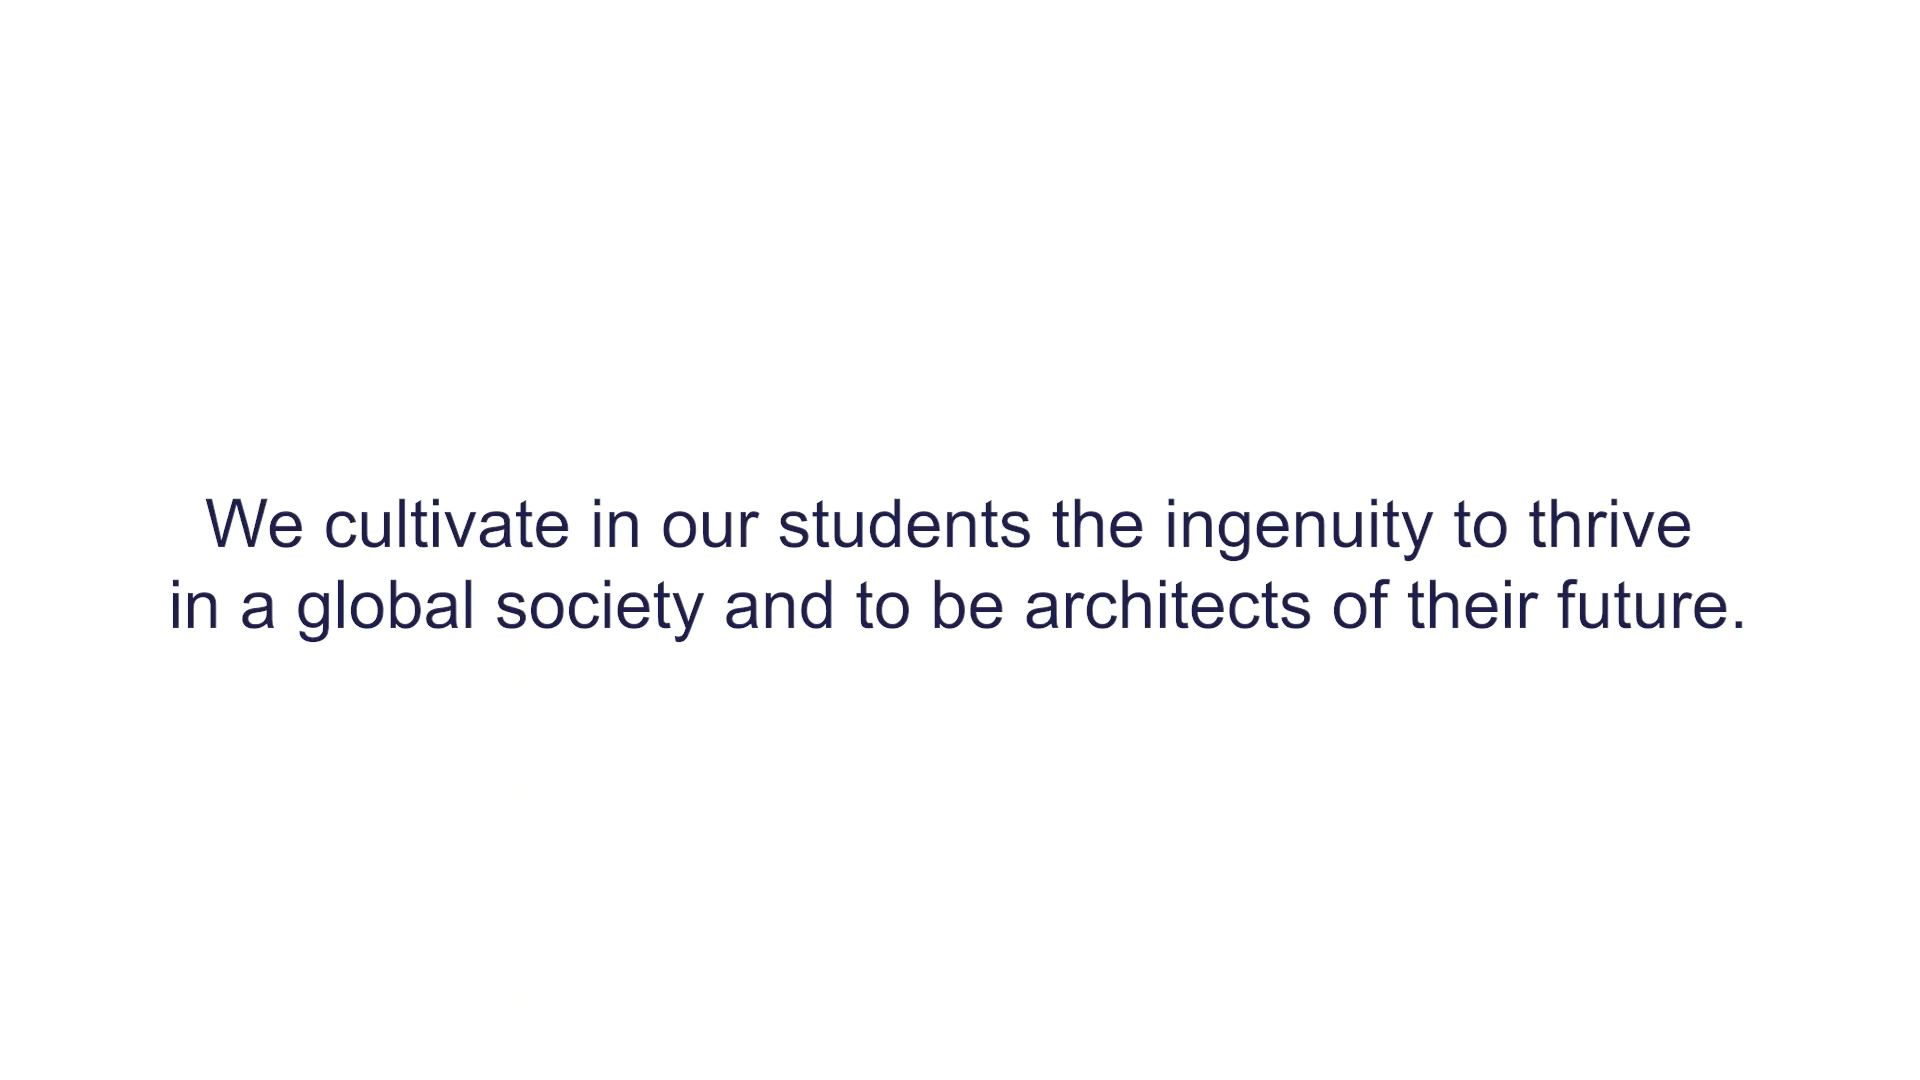 We cultivate in our students the ingenuity to thrive
in a global society and to be architects of their future.